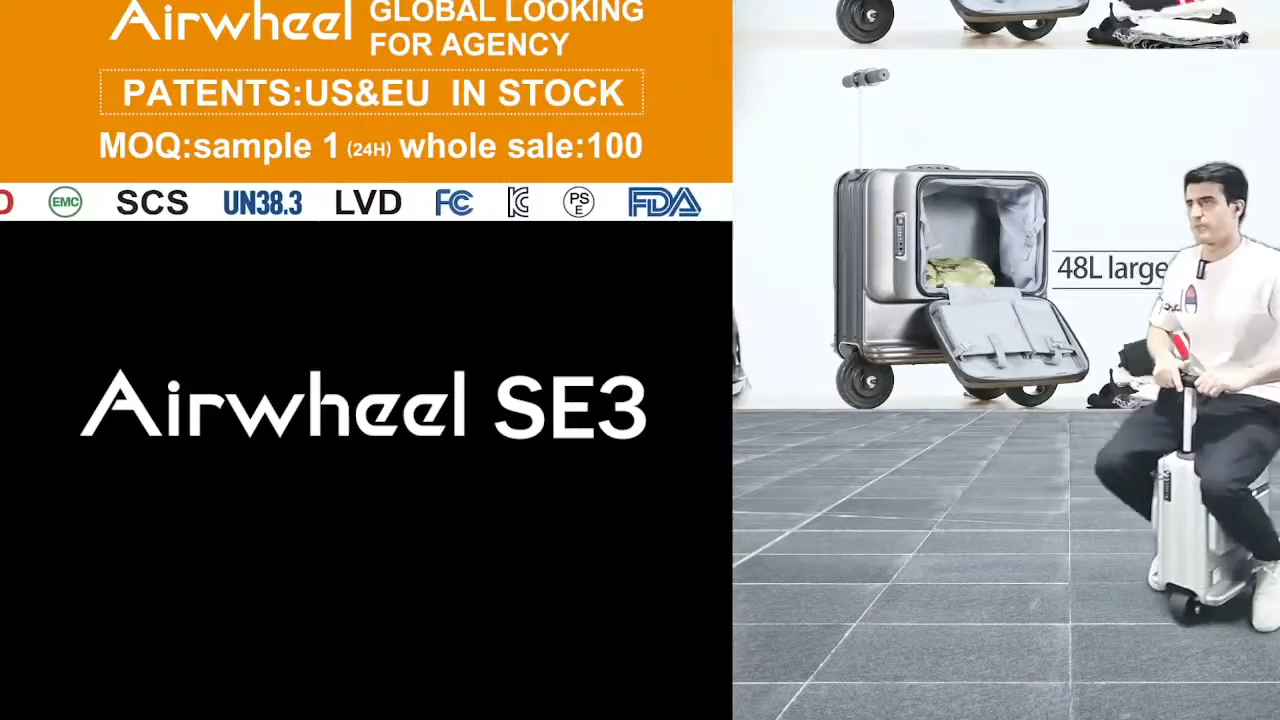 Airwheel
GLOBAL LOOKING
FOR AGENCY
PATENTS:US&EU IN STOCK
MOQ:sample 1 (24H) whole sale:100
EMC SCS UN38.3 LVD FC PSE FDA
Airwheel SE3
48L large